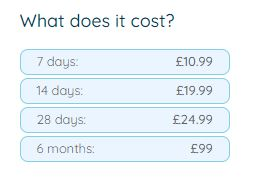 What does it cost?
7 days: £10.99
14 days: £19.99
28 days: £24.99
6 months: £99